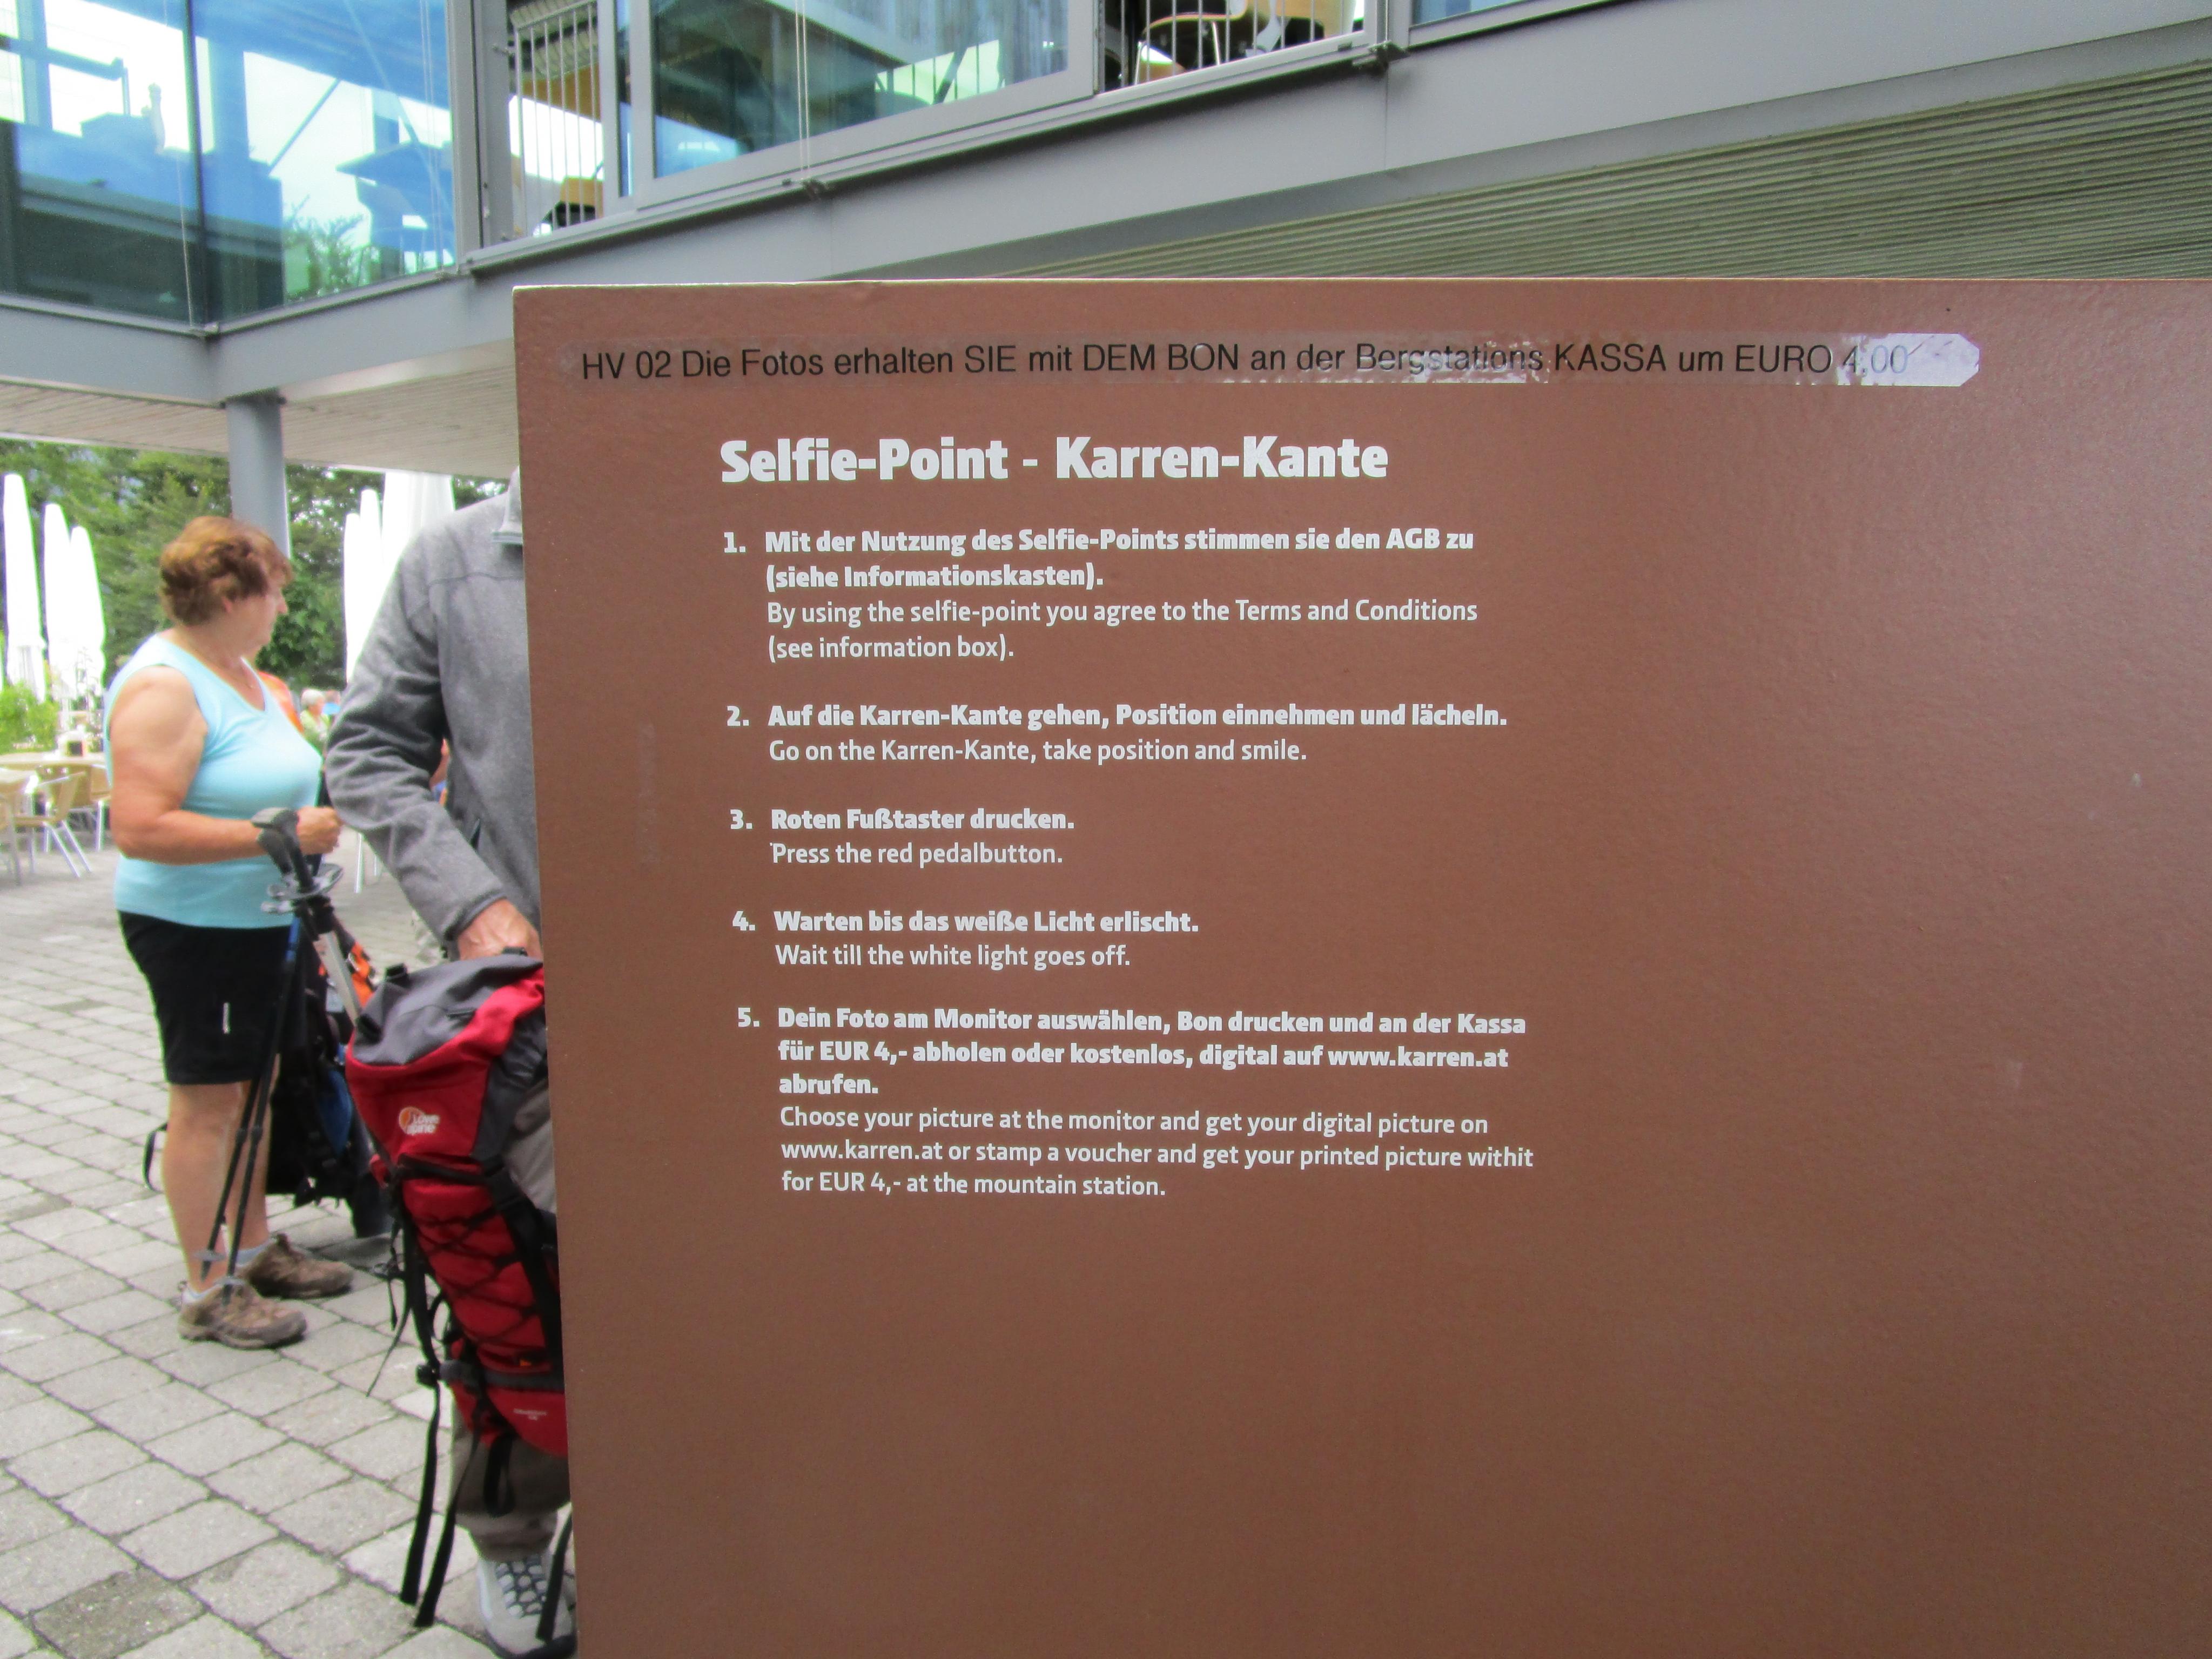 HV 02 Die Fotos erhalten SIE mit DEM BON an der Bergstations KASSA um EURO 4,00
Selfie-Point - Karren-Kante
1. Mit der Nutzung des Selfie-Points stimmen sie den AGB zu
(siehe Informationskasten).
By using the selfie-point you agree to the Terms and Conditions
(see information box).
2. Auf die Karren-Kante gehen, Position einnehmen und lächeln.
Go on the Karren-Kante, take position and smile.
3. Roten Fußtaster drucken.
Press the red pedalbutton.
4. Warten bis das weiße Licht erlischt.
Wait till the white light goes off.
5. Dein Foto am Monitor auswählen, Bon drucken und an der Kassa
für EUR 4,- abholen oder kostenlos, digital auf www.karren.at
abrufen.
Choose your picture at the monitor and get your digital picture on
www.karren.at or stamp a voucher and get your printed picture withit
for EUR 4,- at the mountain station.
Lowe
alpine